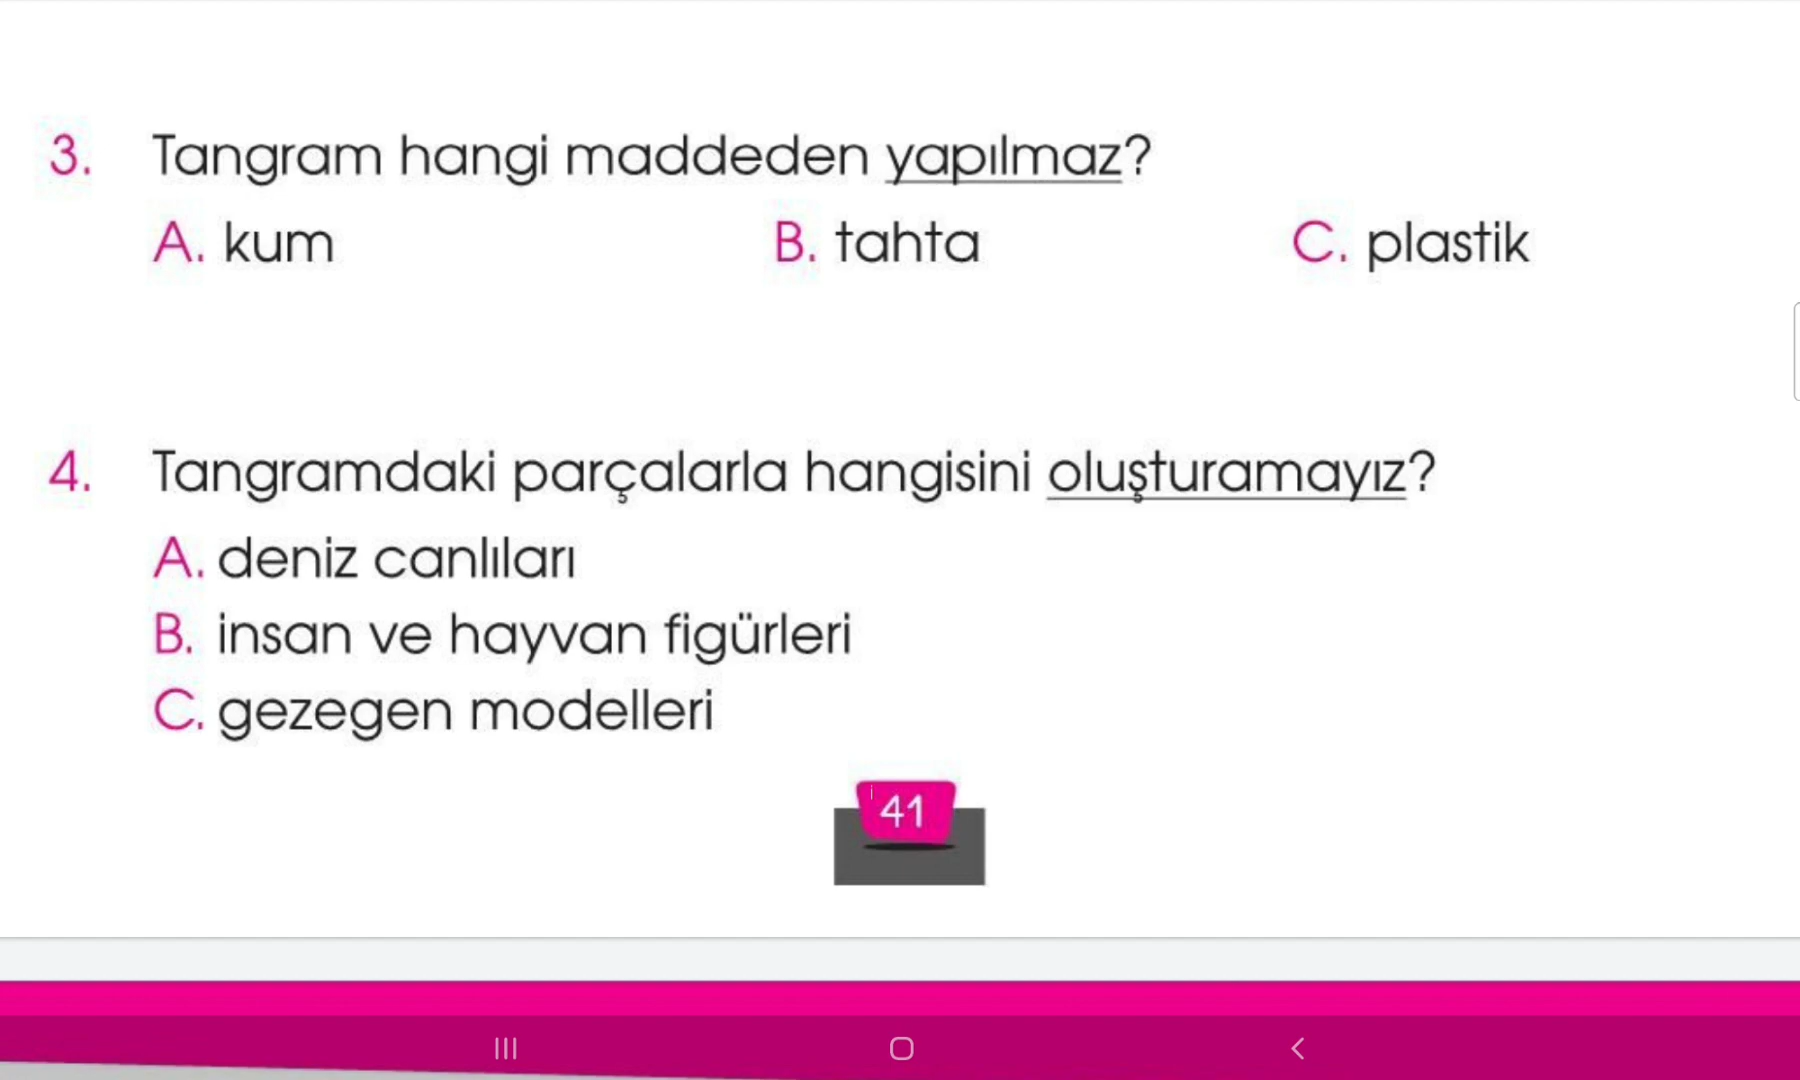 3. Tangram hangi maddeden yapılmaz?
A. kum B. tahta C. plastik
4. Tangramdaki parçalarla hangisini oluşturamayız?
A. deniz canlıları
B. insan ve hayvan figürleri
C. gezegen modelleri
41